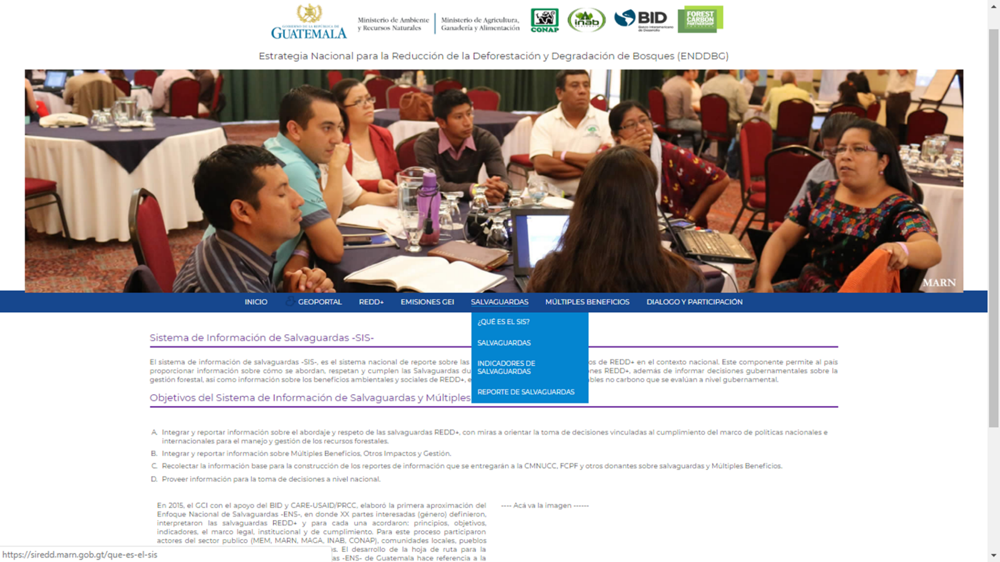 GOBIERNO DE LA REPÚBLICA DE
GUATEMALA
Ministerio de Ambiente
y Recursos Naturales
Ministerio de Agricultura,
Ganadería y Alimentación
CONAP
inab
BID
Banco Interamericano
de Desarrollo
FOREST
CARBON
PARTNERSHIP
Estrategia Nacional para la Reducción de la Deforestación y Degradación de Bosques (ENDDBG)
MARN
INICIO GEOPORTAL REDD+ EMISIONES GEI SALVAGUARDAS MÚLTIPLES BENEFICIOS DIALOGO Y PARTICIPACIÓN
¿QUÉ ES EL SIS?
SALVAGUARDAS
INDICADORES DE
SALVAGUARDAS
REPORTE DE SALVAGUARDAS
Sistema de Información de Salvaguardas -SIS-
El sistema de información de salvaguardas -SIS-, es el sistema nacional de reporte sobre las os de REDD+ en el contexto nacional. Este componente permite al país
proporcionar información sobre cómo se abordan, respetan y cumplen las Salvaguardas du nes REDD+, además de informar decisiones gubernamentales sobre la
gestión forestal, así como información sobre los beneficios ambientales y sociales de REDD+, e bles no carbono que se evalúan a nivel gubernamental.
Objetivos del Sistema de Información de Salvaguardas y Múltiples
A. Integrar y reportar información sobre el abordaje y respeto de las salvaguardas REDD+, con miras a orientar la toma de decisiones vinculadas al cumplimiento del marco de políticas nacionales e
internacionales para el manejo y gestión de los recursos forestales.
B. Integrar y reportar información sobre Múltiples Beneficios, Otros Impactos y Gestión.
C. Recolectar la información base para la construcción de los reportes de información que se entregarán a la CMNUCC, FCPF y otros donantes sobre salvaguardas y Múltiples Beneficios.
D. Proveer información para la toma de decisiones a nivel nacional.
En 2015, el GCI con el apoyo del BID y CARE-USAID/PRCC, elaboró la primera aproximación del
Enfoque Nacional de Salvaguardas -ENS-, en donde XX partes interesadas (género) definieron,
interpretaron las salvaguardas REDD+ y para cada una acordaron: principios, objetivos,
indicadores, el marco legal, institucional y de cumplimiento. Para este proceso participaron
actores del sector publico (MEM, MARN, MAGA, INAB, CONAP), comunidades locales, pueblos
s. El desarrollo de la hoja de ruta para la
as -ENS- de Guatemala hace referencia a la
---- Acá va la imagen ------
https://siredd.marn.gob.gt/que-es-el-sis